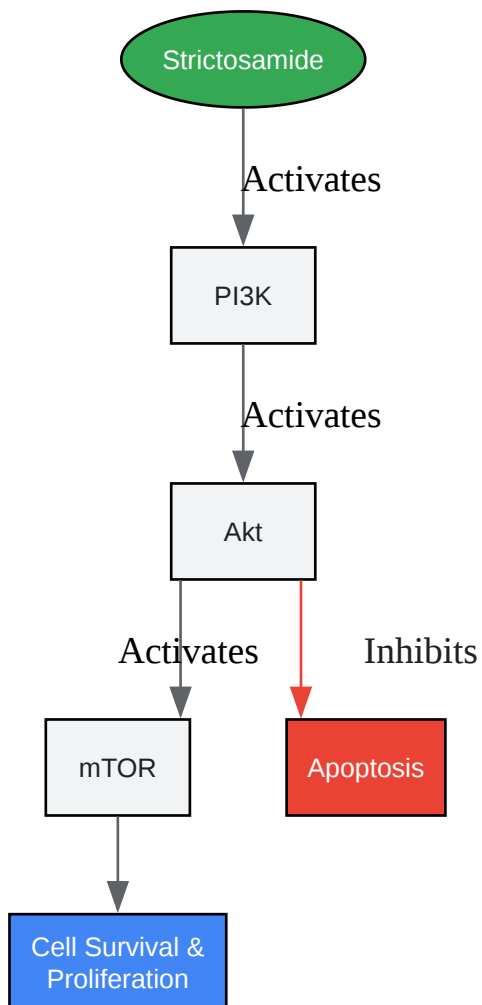 Strictosamide
Activates
PI3K
Activates
Akt
Activates
Inhibits
mTOR
Apoptosis
Cell Survival &
Proliferation